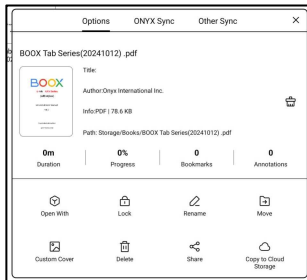 Options ONYX Sync Other Sync
BOOX Tab Series(20241012) .pdf
Title:
BOOX
Author:Onyx International Inc.
Info:PDF | 78.6 KB
Path: Storage/Books/BOOX Tab Series(20241012) .pdf
0m 0% 0 0
Duration Progress Bookmarks Annotations
Open With Lock Rename Move
Custom Cover Delete Share Copy to Cloud
Storage